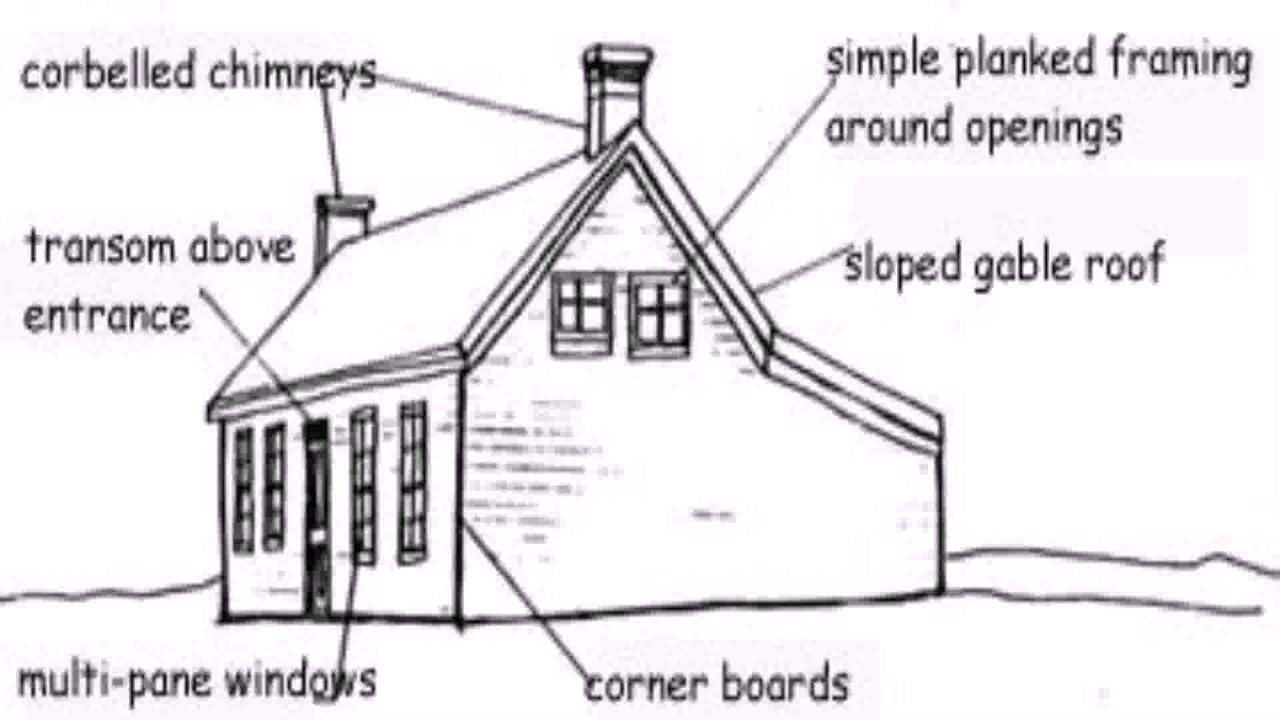 corbelled chimneys
simple planked framing
around openings
transom above
entrance
sloped gable roof
multi-pane windows
corner boards